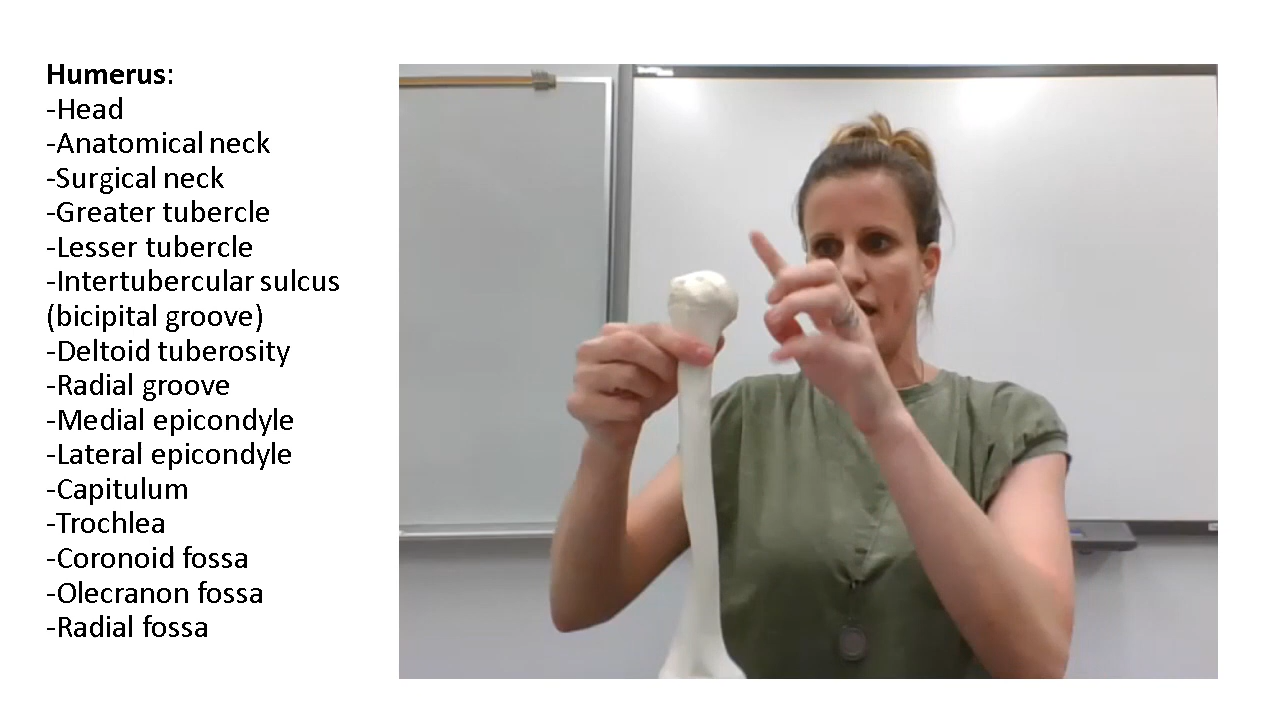 Humerus:
-Head
-Anatomical neck
-Surgical neck
-Greater tubercle
-Lesser tubercle
-Intertubercular sulcus
(bicipital groove)
-Deltoid tuberosity
-Radial groove
-Medial epicondyle
-Lateral epicondyle
-Capitulum
-Trochlea
-Coronoid fossa
-Olecranon fossa
-Radial fossa